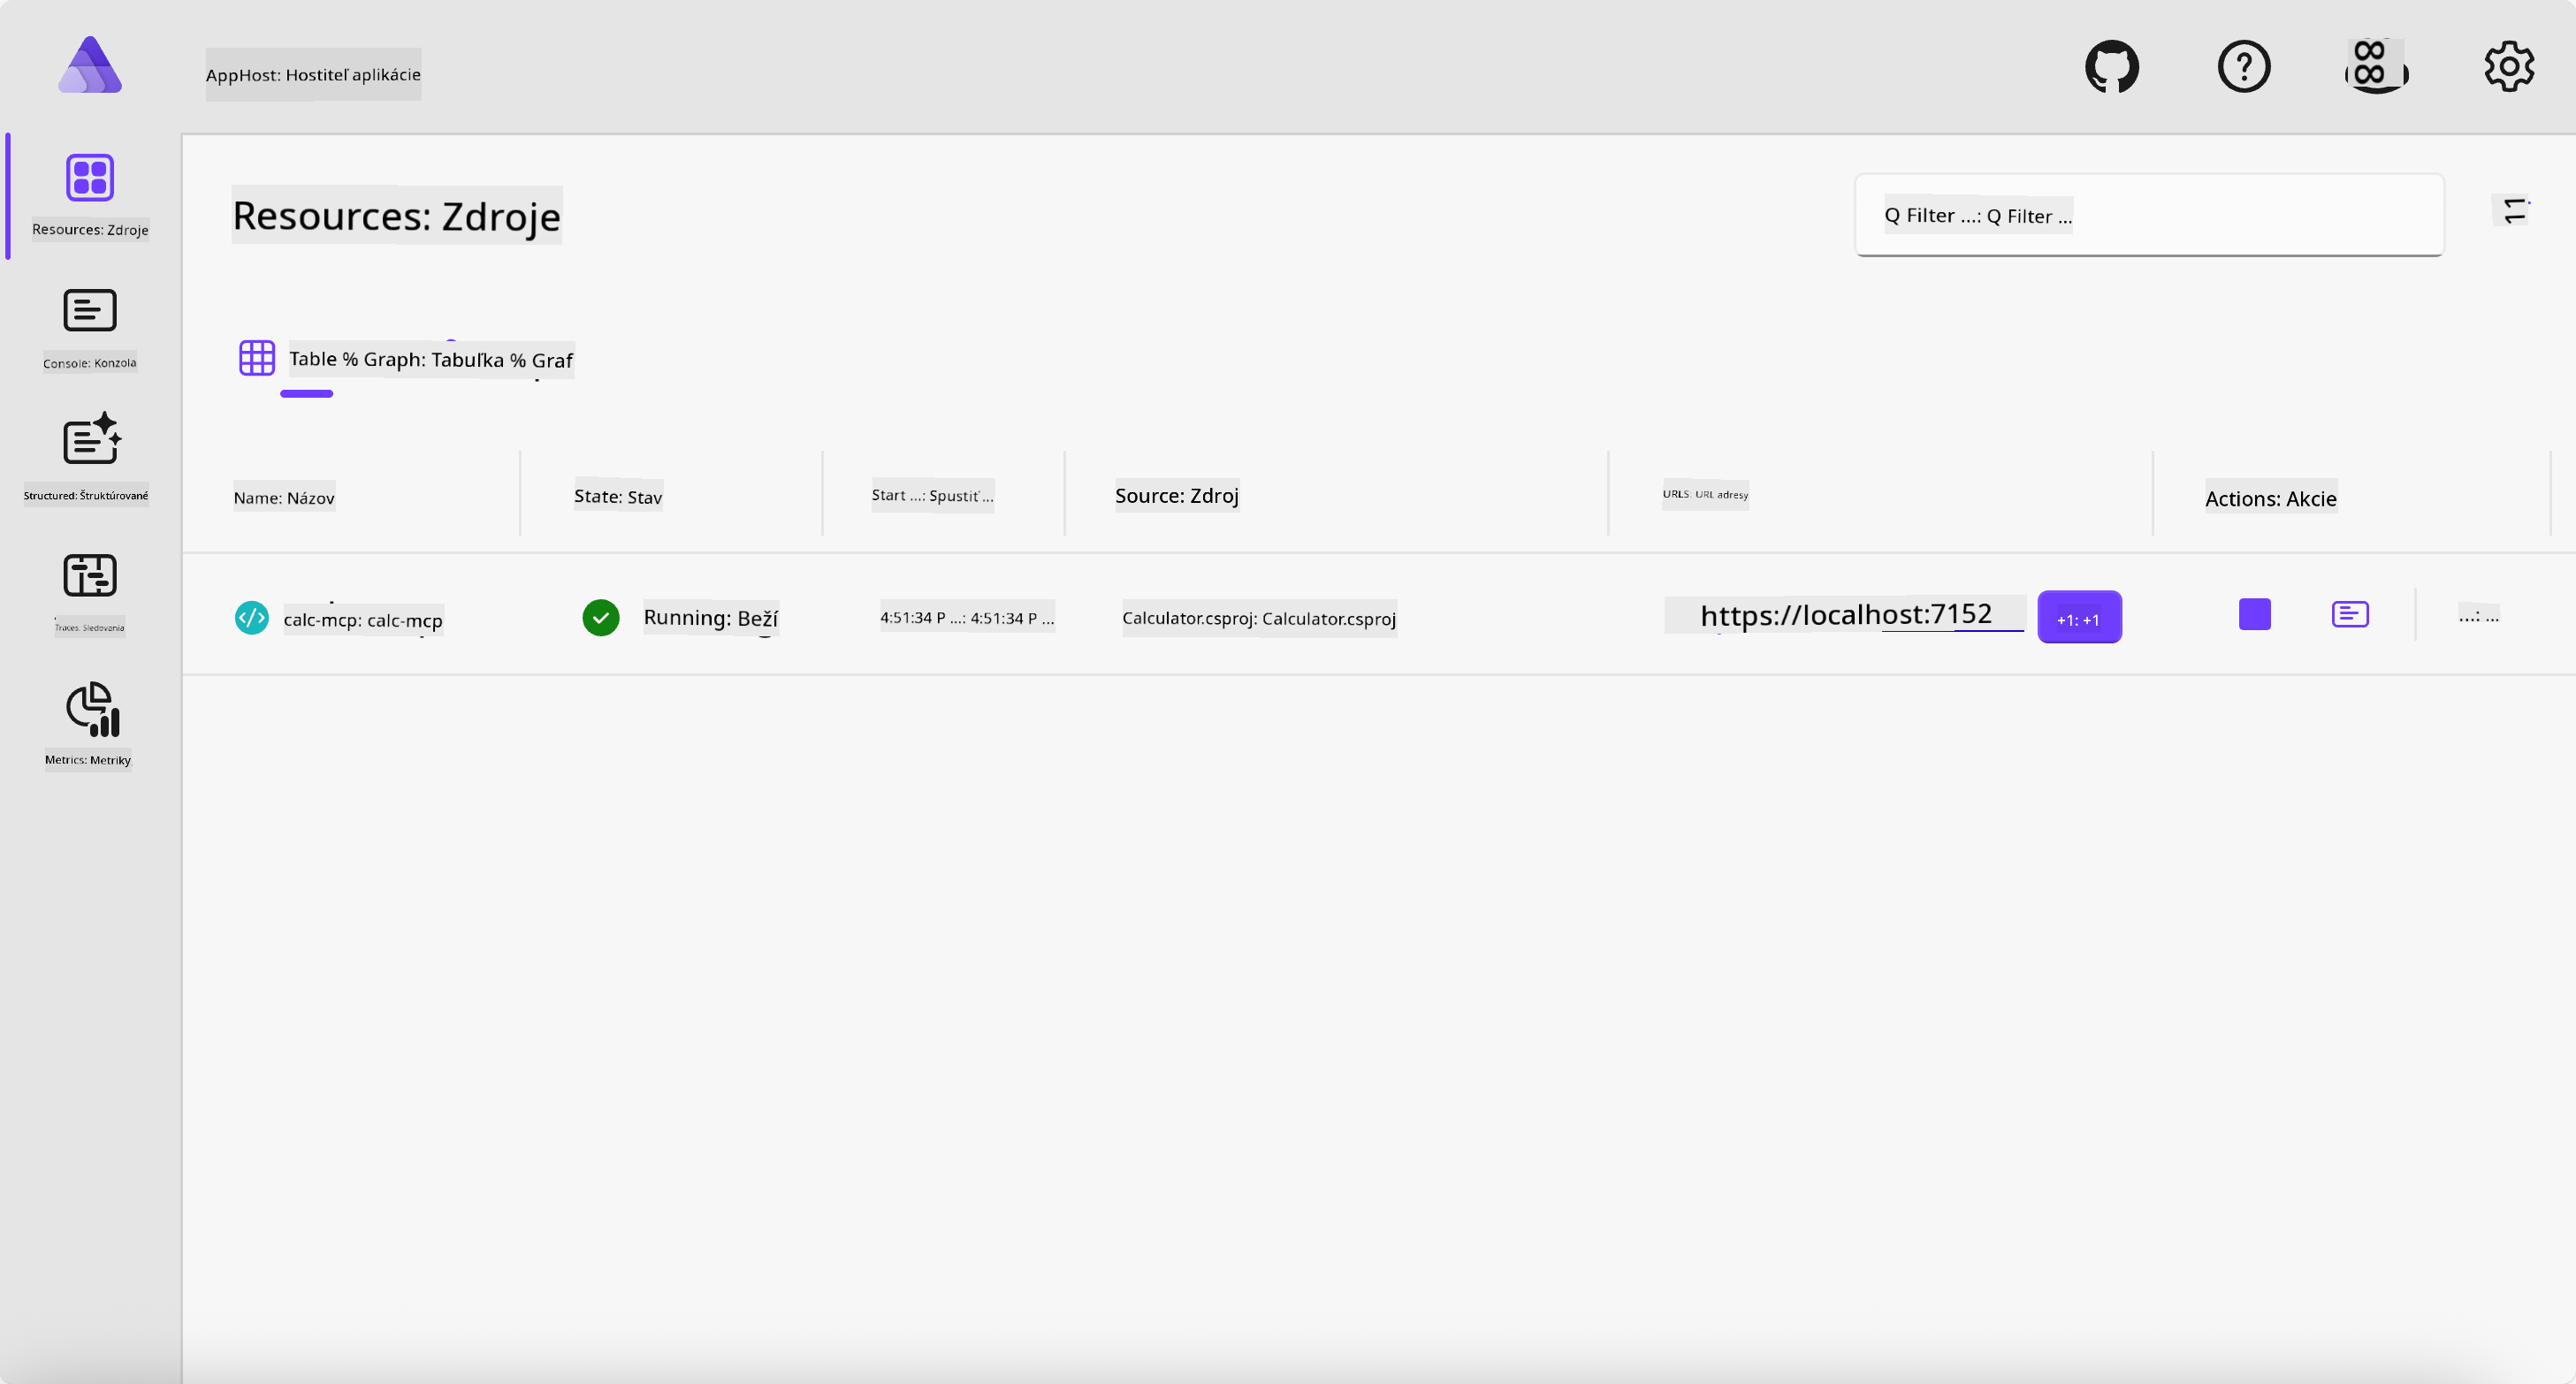 AppHost: Hostiteľ aplikácie
Resources: Zdroje
Console: Konzola
Structured: Štruktúrované
Traces: Sledovania
Metrics: Metriky
Resources: Zdroje
Q Filter ...: Q Filter ...
11
Table % Graph: Tabuľka % Graf
Name: Názov
State: Stav
Start ...: Spustiť ...
Source: Zdroj
URLS: URL adresy
Actions: Akcie
calc-mcp: calc-mcp
Running: Beží
4:51:34 P ...: 4:51:34 P ...
Calculator.csproj: Calculator.csproj
https://localhost:7152
+1: +1
...: ...